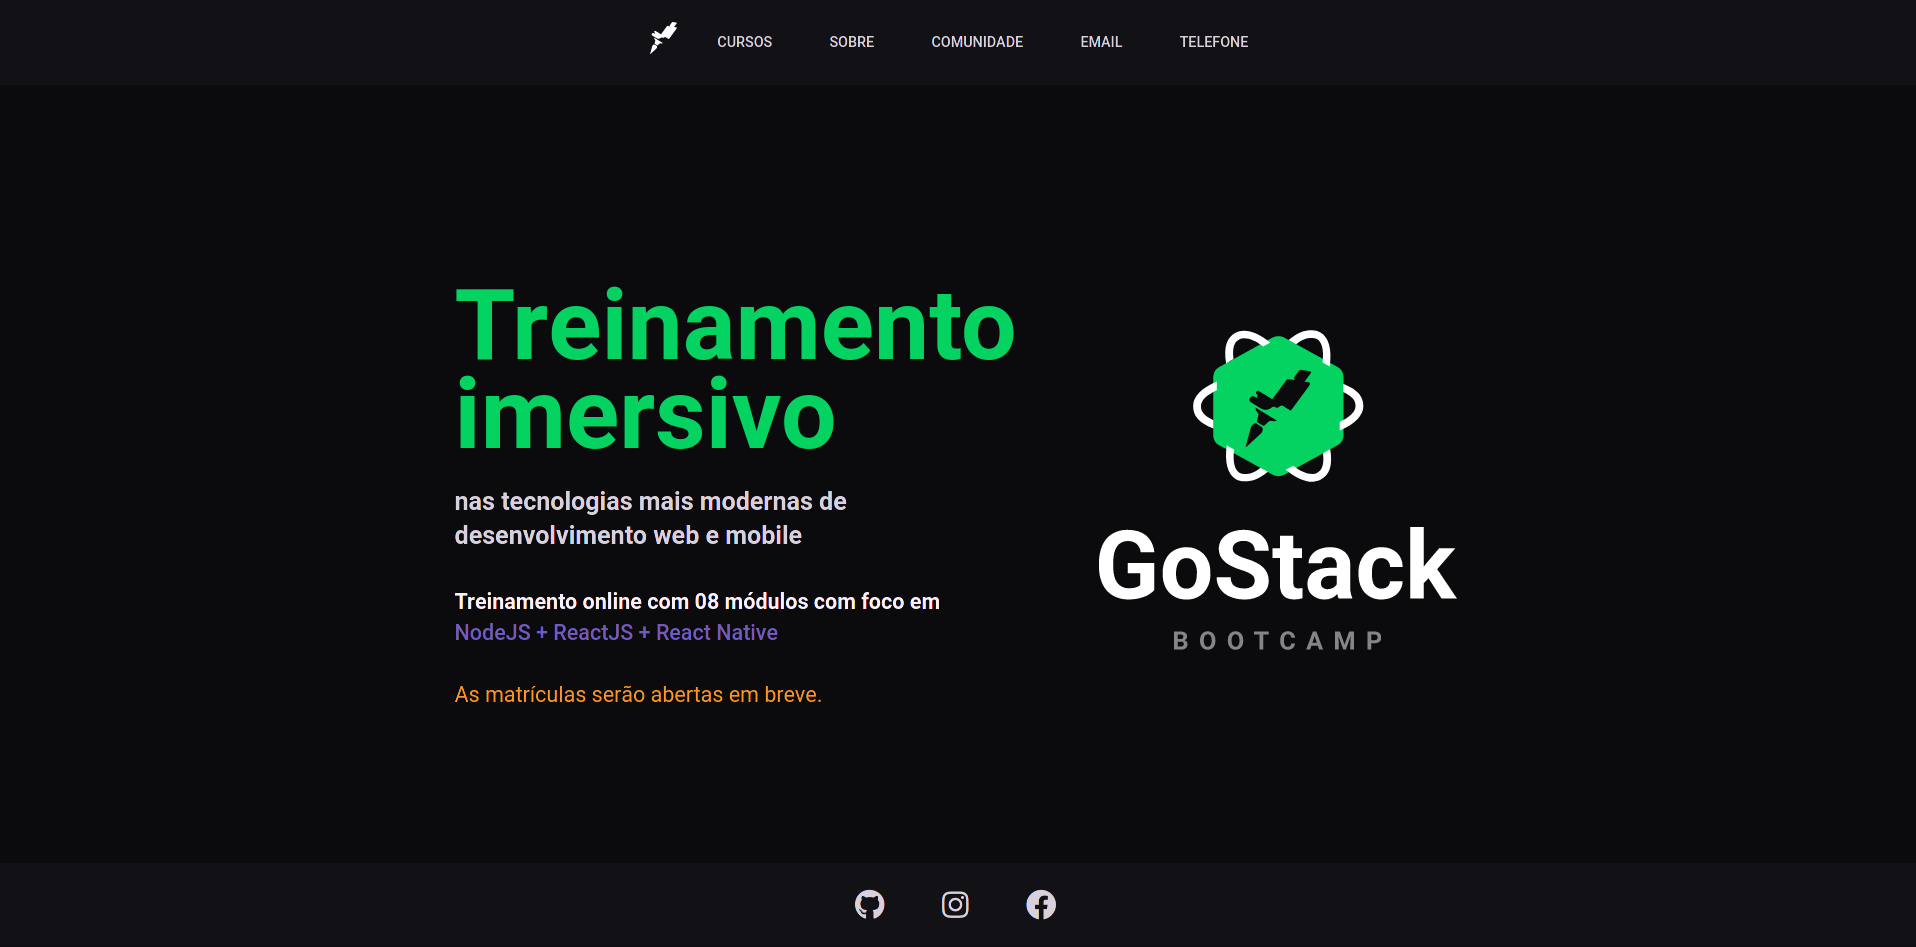 CURSOS SOBRE COMUNIDADE EMAIL TELEFONE
Treinamento
imersivo
nas tecnologias mais modernas de
desenvolvimento web e mobile
Treinamento online com 08 módulos com foco em
NodeJS + ReactJS + React Native
As matrículas serão abertas em breve.
GoStack
BOOTCAMP